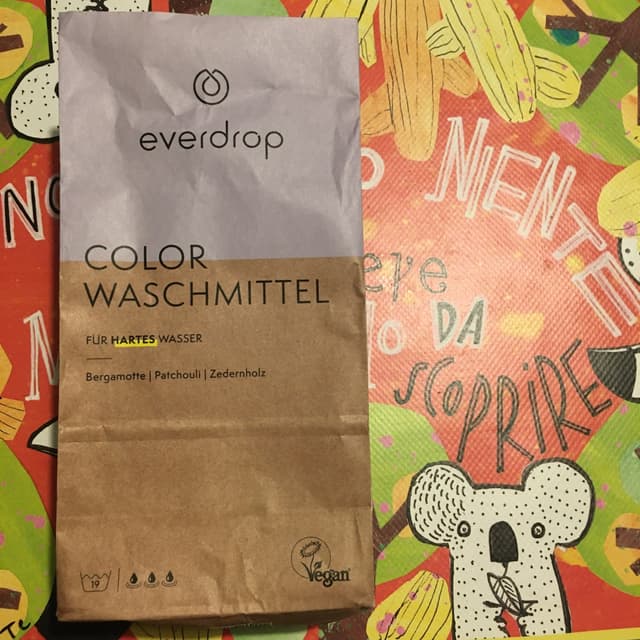 everdrop
COLOR
WASCHMITTEL
FÜR HARTES WASSER
Bergamotte | Patchouli | Zedernholz
19
Vegan
NIENTE
DA
SCOPRIRE